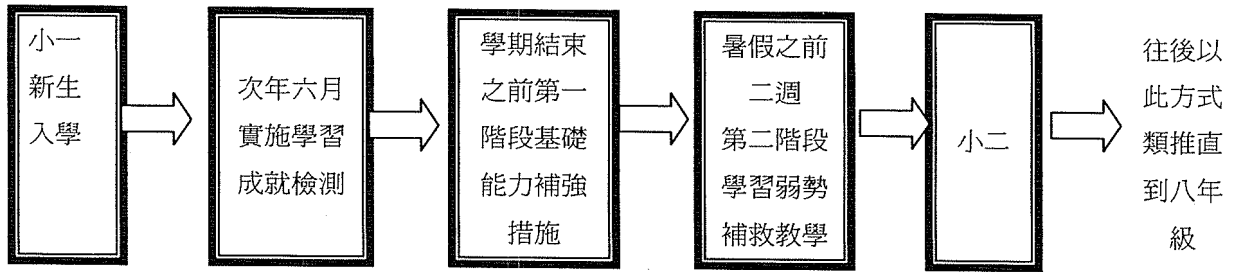 小一
新生
入學
次年六月
實施學習
成就檢測
學期結束
之前第一
階段基礎
能力補強
措施
暑假之前
二週
第二階段
學習弱勢
補救教學
小二
往後以
此方式
類推直
到八年
級